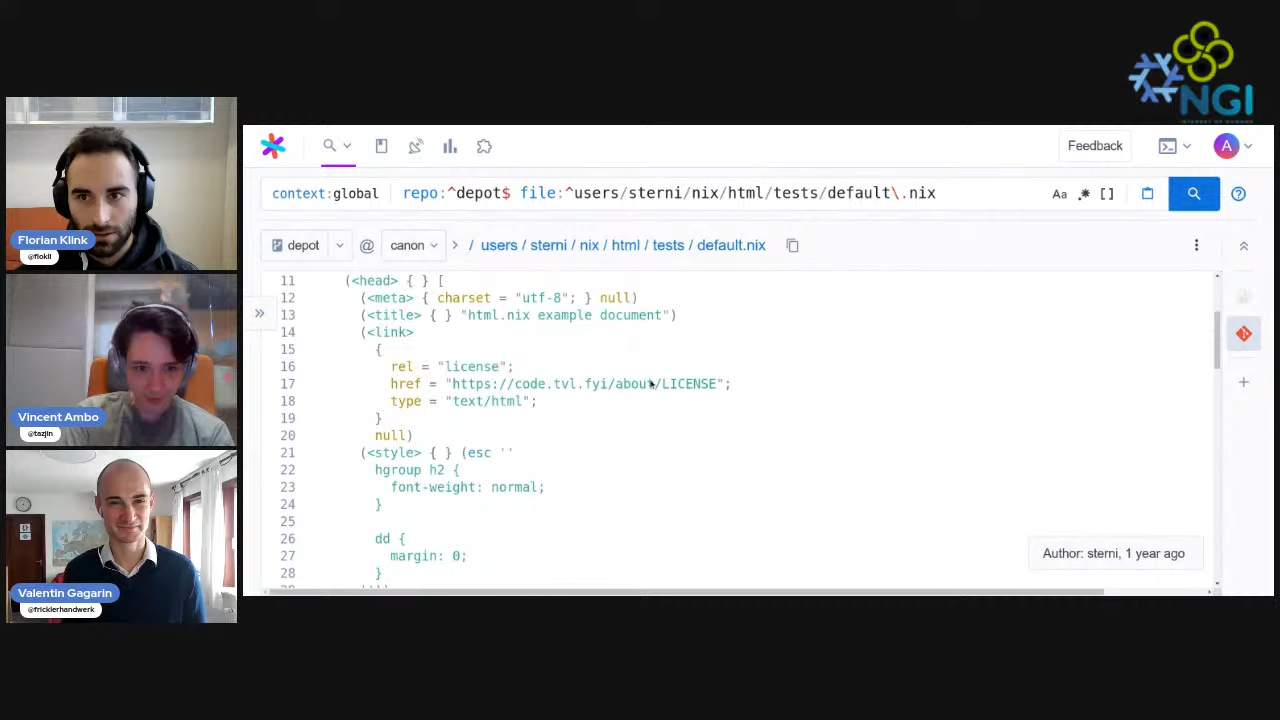 NGI
Feedback
A
context:global repo:^depot$ file:^users/sterni/nix/html/tests/default\.nix
Aa
depot @ canon / users / sterni / nix / html / tests / default.nix
11 (<head> { } [
12 (<meta> { charset = "utf-8"; } null)
13 (<title> { } "html.nix example document")
14 (<link>
15 {
16 rel = "license";
17 href = "https://code.tvl.fyi/about/LICENSE";
18 type = "text/html";
19 }
20 null)
21 (<style> { } (esc ''
22 hgroup h2 {
23 font-weight: normal;
24 }
25
26 dd {
27 margin: 0;
28 }
Author: sterni, 1 year ago
Florian Klink
@flokli
Vincent Ambo
@tazjin
Valentin Gagarin
@fricklerhandwerk